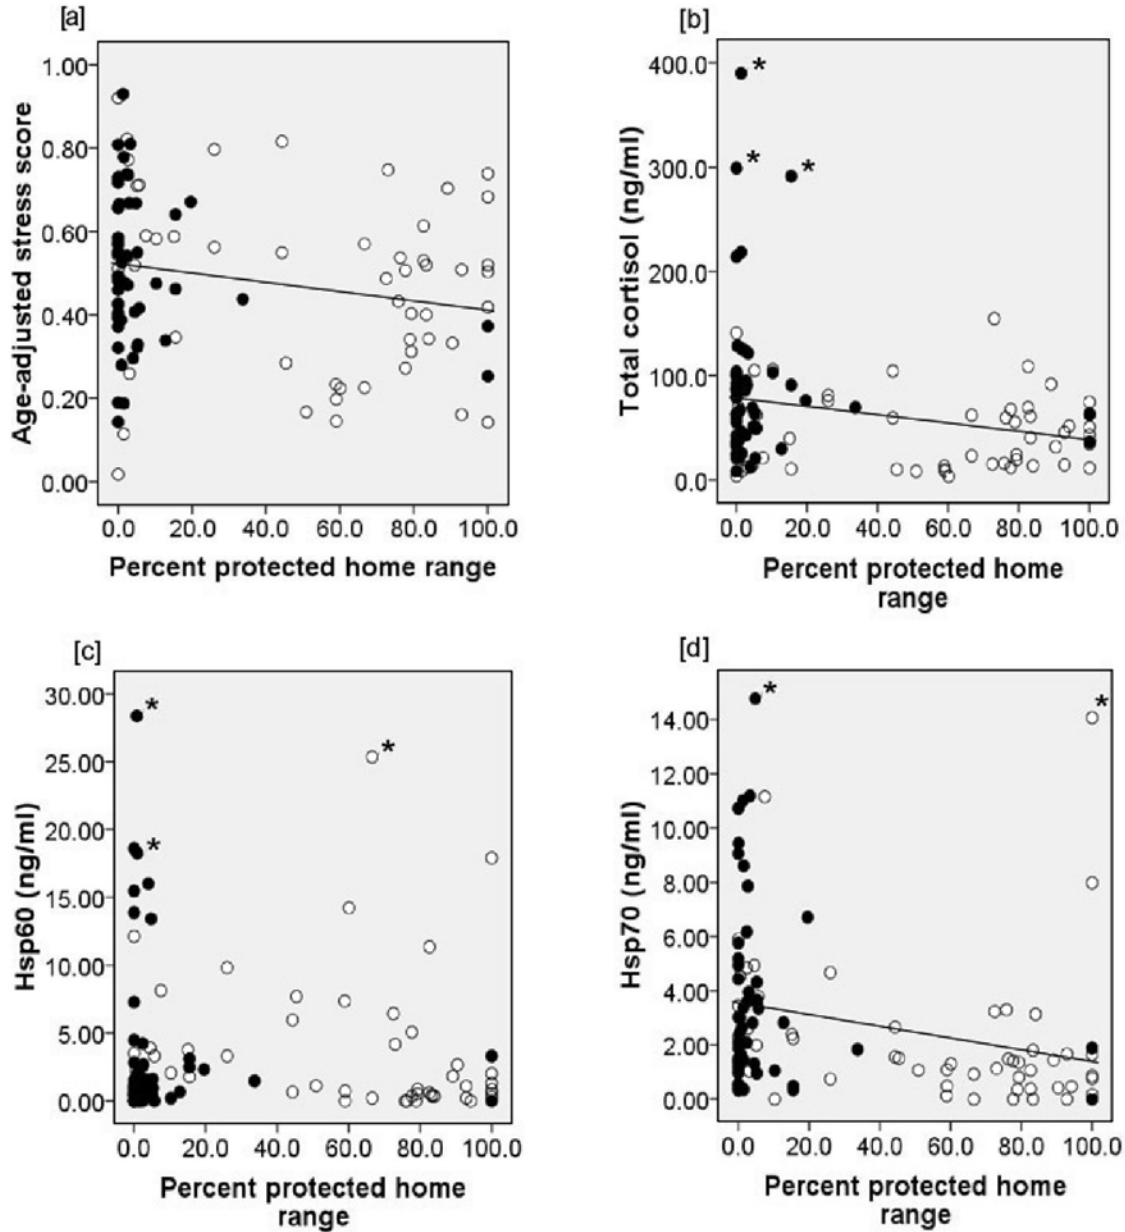 [a]
Age-adjusted stress score
1.00
0.80
0.60
0.40
0.20
0.00
0.0 20.0 40.0 60.0 80.0 100.0
Percent protected home range
[b]
Total cortisol (ng/ml)
400.0
300.0
200.0
100.0
0.0
0.0 20.0 40.0 60.0 80.0 100.0
Percent protected home
range
* * *
[c]
Hsp60 (ng/ml)
30.00
25.00
20.00
15.00
10.00
5.00
0.00
0.0 20.0 40.0 60.0 80.0 100.0
Percent protected home
range
* * *
[d]
Hsp70 (ng/ml)
14.00
12.00
10.00
8.00
6.00
4.00
2.00
0.00
0.0 20.0 40.0 60.0 80.0 100.0
Percent protected home
range
* *